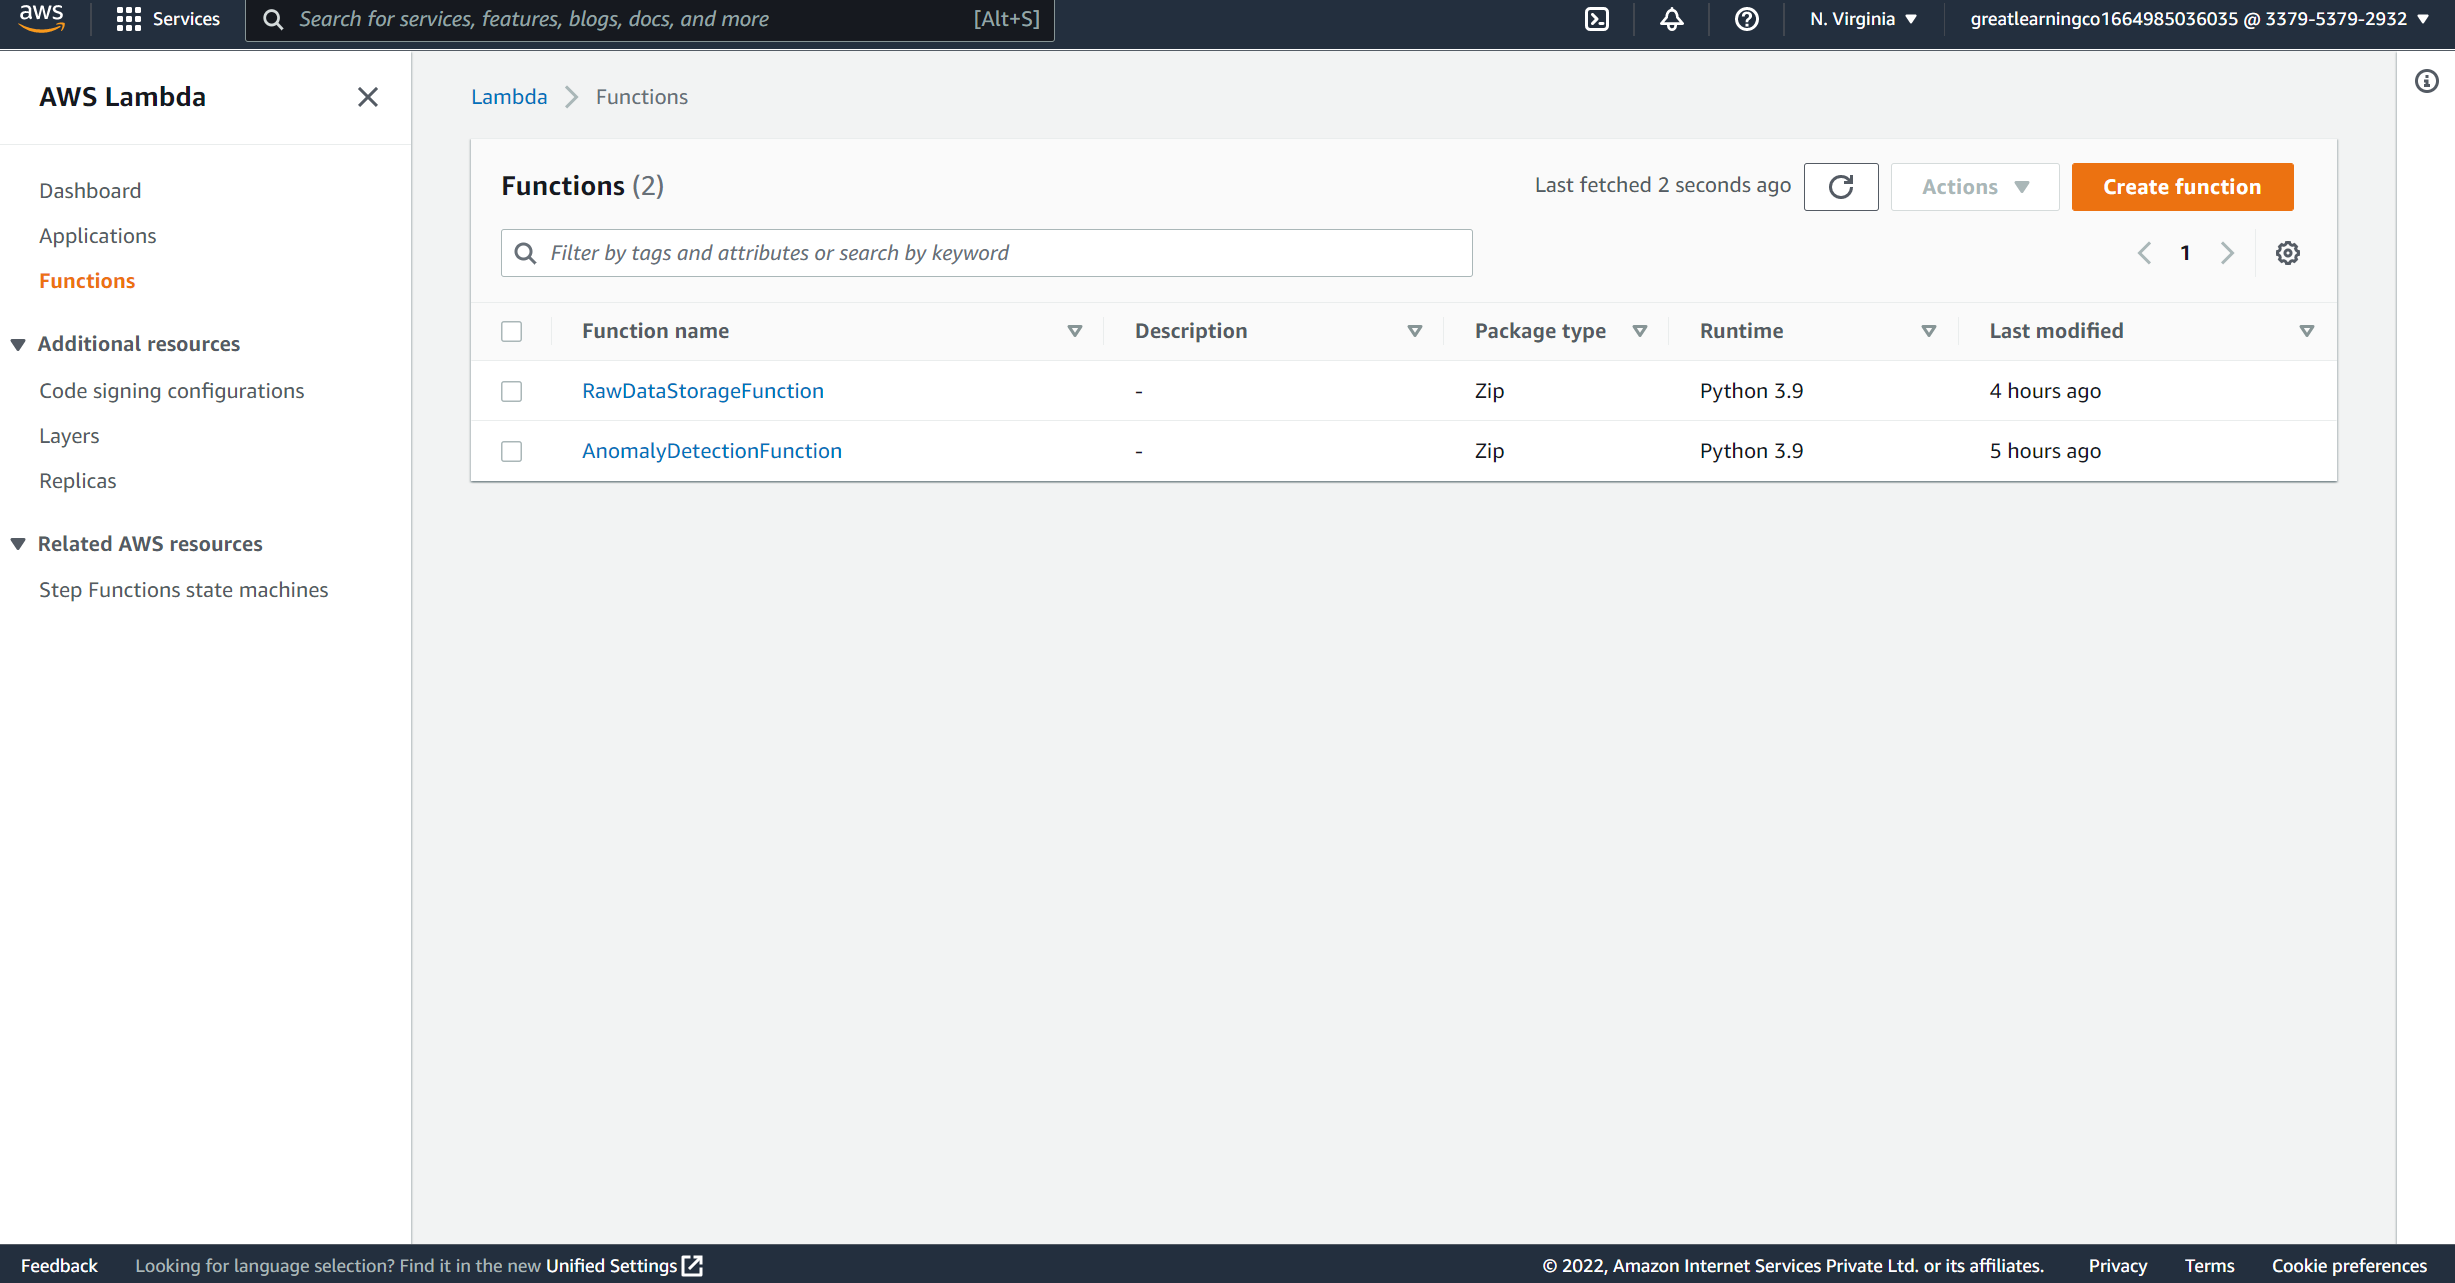 aws
Services
Search for services, features, blogs, docs, and more [Alt+S]
N. Virginia
greatlearningco1664985036035 @ 3379-5379-2932
AWS Lambda
Dashboard
Applications
Functions
Additional resources
Code signing configurations
Layers
Replicas
Related AWS resources
Step Functions state machines
Lambda Functions
Functions (2)
Last fetched 2 seconds ago
Actions
Create function
Filter by tags and attributes or search by keyword
1
Function name Description Package type Runtime Last modified
RawDataStorageFunction - Zip Python 3.9 4 hours ago
AnomalyDetectionFunction - Zip Python 3.9 5 hours ago
Feedback Looking for language selection? Find it in the new Unified Settings © 2022, Amazon Internet Services Private Ltd. or its affiliates. Privacy Terms Cookie preferences